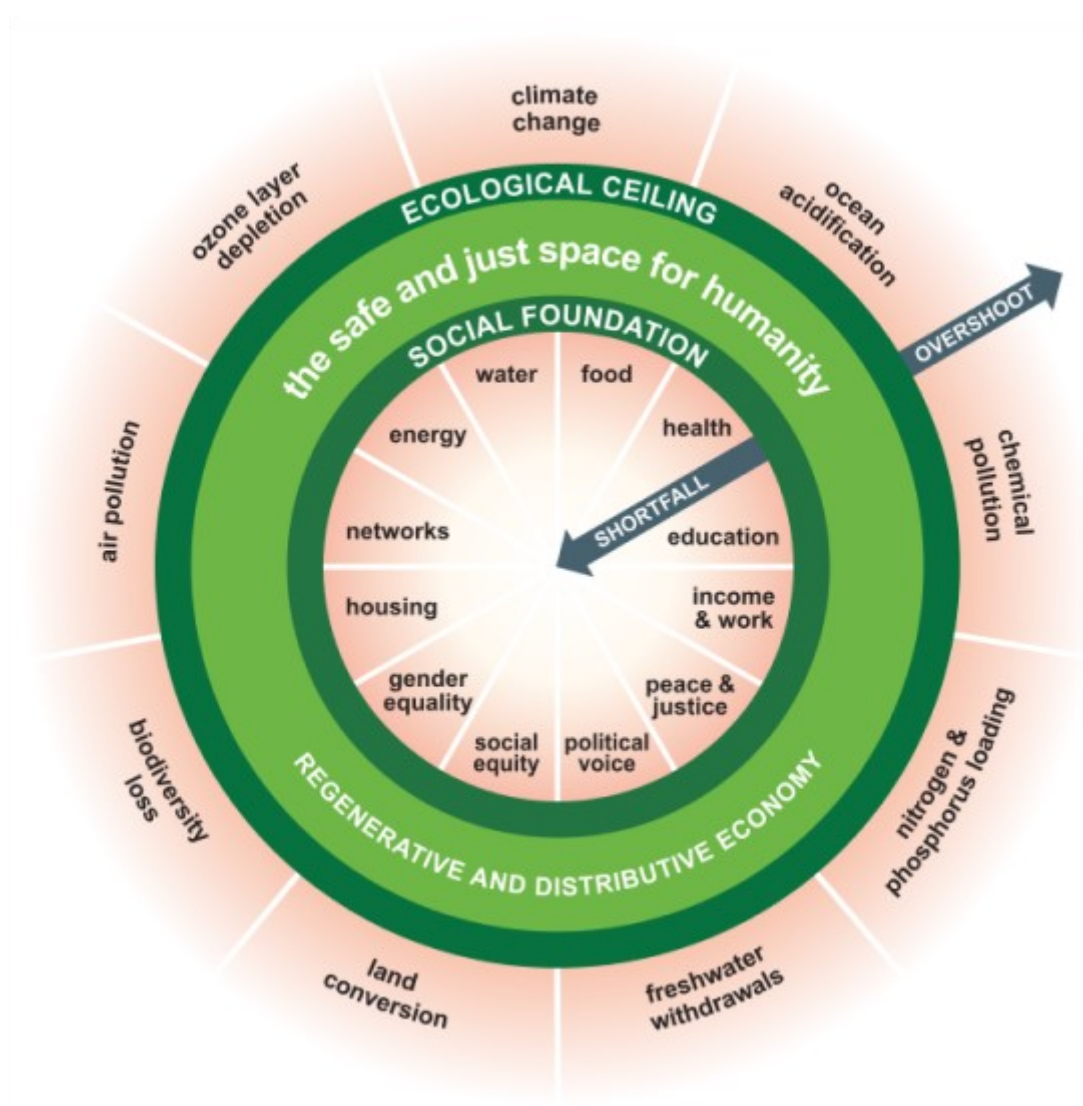 climate
change
ozone layer
depletion
ocean
acidification
ECOLOGICAL CEILING
OVERSHOOT
the safe and just space for humanity
SOCIAL FOUNDATION
water
food
energy
health
SHORTFALL
networks
education
housing
income
& work
gender
equality
peace &
justice
social
equity
political
voice
air pollution
chemical
pollution
biodiversity
loss
nitrogen &
phosphorus loading
REGENERATIVE AND DISTRIBUTIVE ECONOMY
land
conversion
freshwater
withdrawals